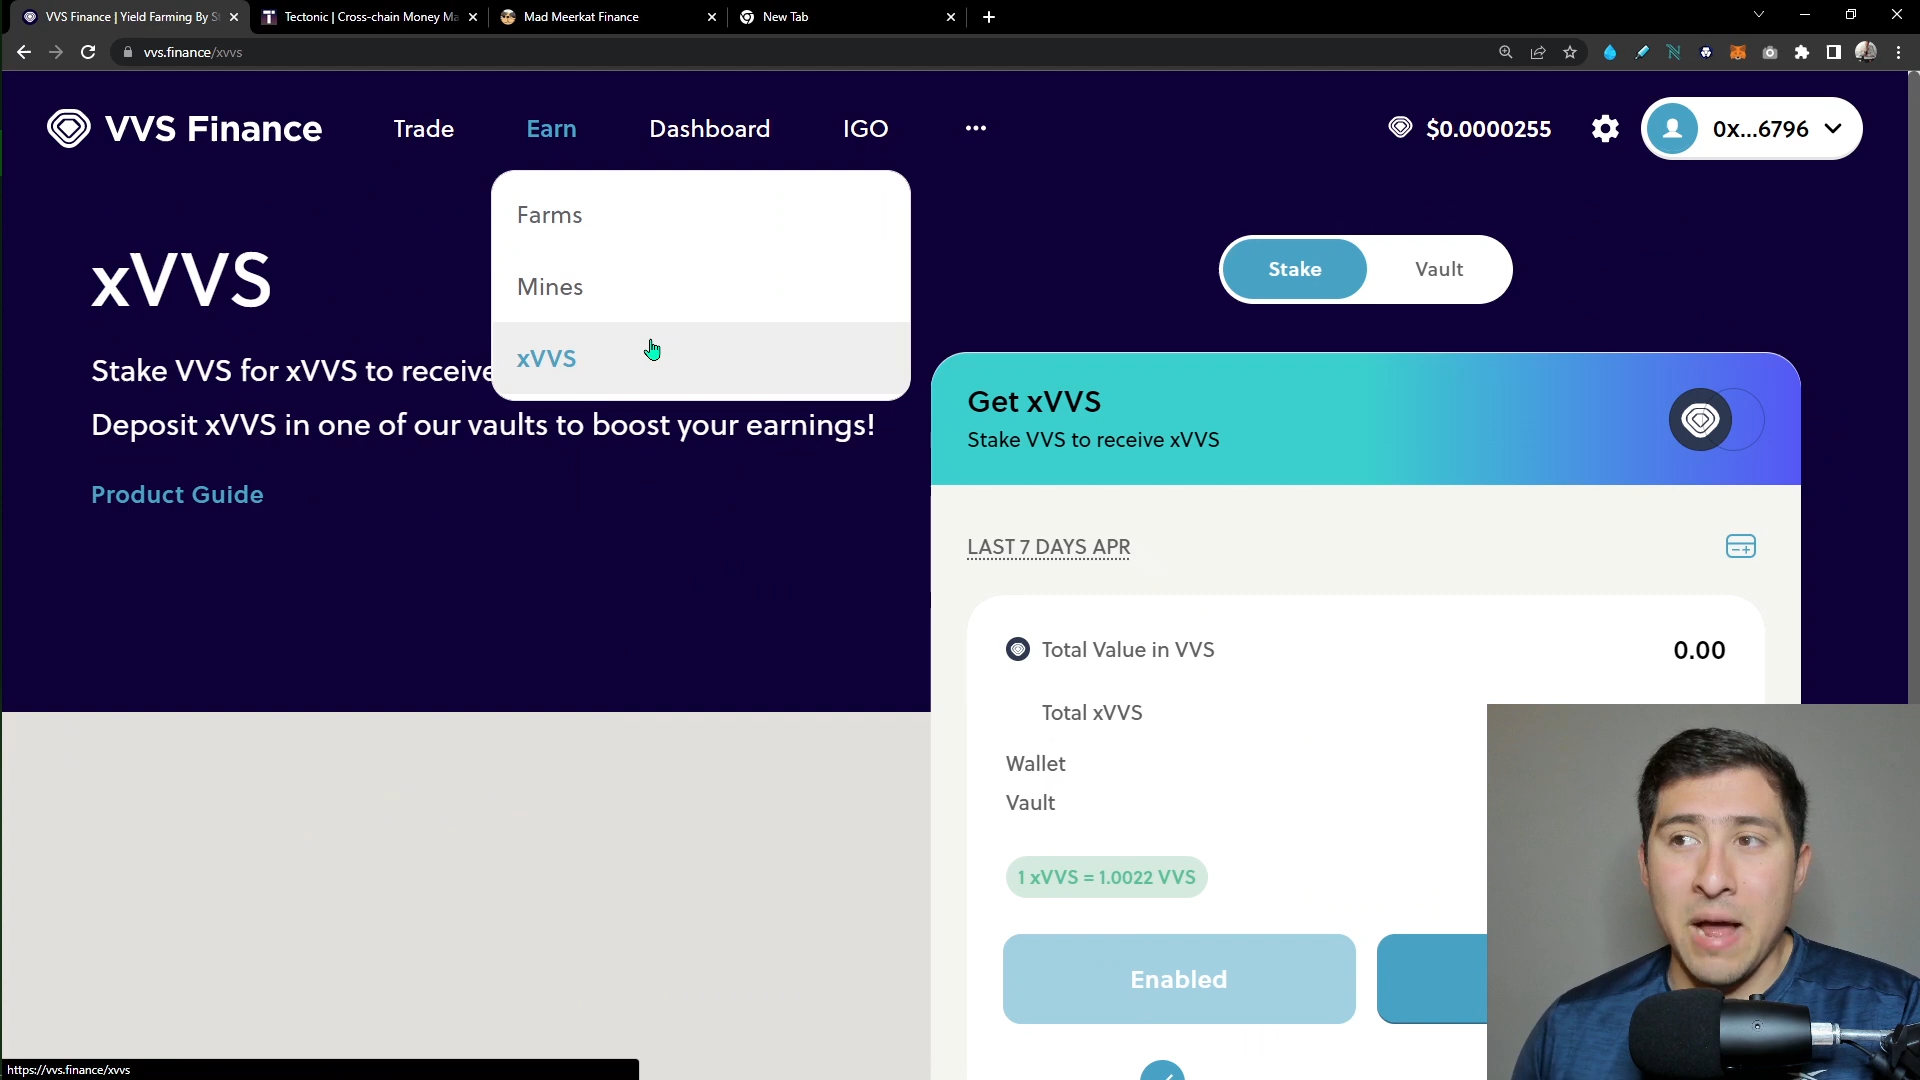 VVS Finance | Yield Farming By S
Tectonic | Cross-chain Money Ma
Mad Meerkat Finance
New Tab
vvs.finance/xvvs
VVS Finance
Trade
Earn
Dashboard
IGO
...
$0.0000255
0x...6796
Farms
Mines
xVVS
xVVS
Stake VVS for xVVS to receive
Deposit xVVS in one of our vaults to boost your earnings!
Product Guide
Stake
Vault
Get xVVS
Stake VVS to receive xVVS
LAST 7 DAYS APR
Total Value in VVS
0.00
Total xVVS
Wallet
Vault
1 xVVS = 1.0022 VVS
Enabled
https://vvs.finance/xvvs